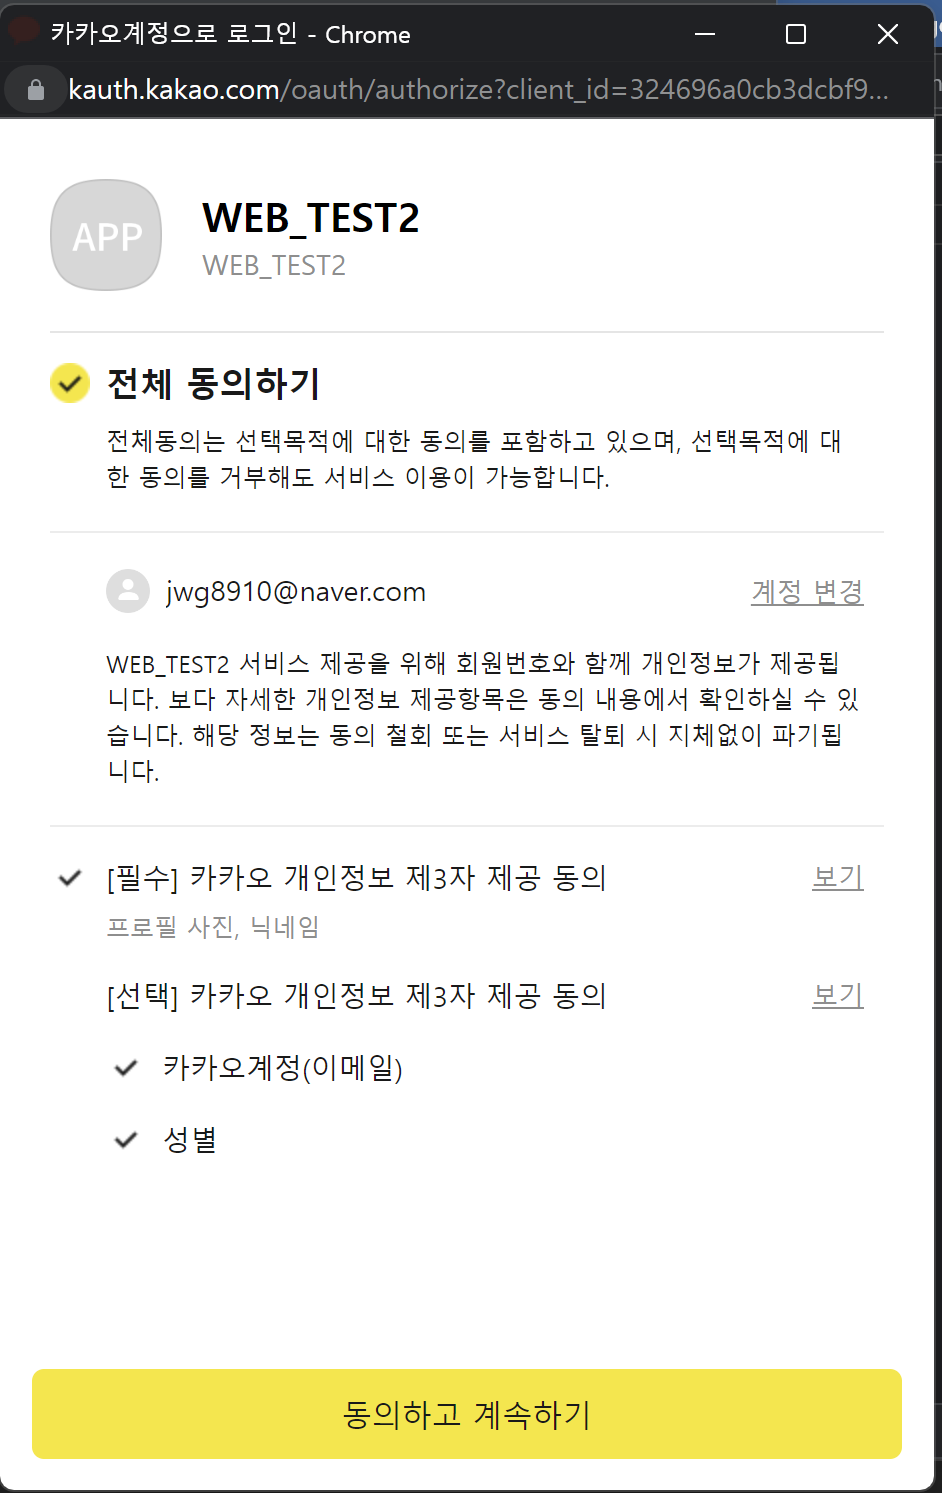 카카오계정으로 로그인 - Chrome
kauth.kakao.com/oauth/authorize?client_id=324696a0cb3dcbf9...
APP
WEB_TEST2
WEB_TEST2
전체 동의하기
전체동의는 선택목적에 대한 동의를 포함하고 있으며, 선택목적에 대
한 동의를 거부해도 서비스 이용이 가능합니다.
jwg8910@naver.com
계정 변경
WEB_TEST2 서비스 제공을 위해 회원번호와 함께 개인정보가 제공됩
니다. 보다 자세한 개인정보 제공항목은 동의 내용에서 확인하실 수 있
습니다. 해당 정보는 동의 철회 또는 서비스 탈퇴 시 지체없이 파기됩
니다.
[필수] 카카오 개인정보 제3자 제공 동의
보기
프로필 사진, 닉네임
[선택] 카카오 개인정보 제3자 제공 동의
보기
카카오계정(이메일)
성별
동의하고 계속하기